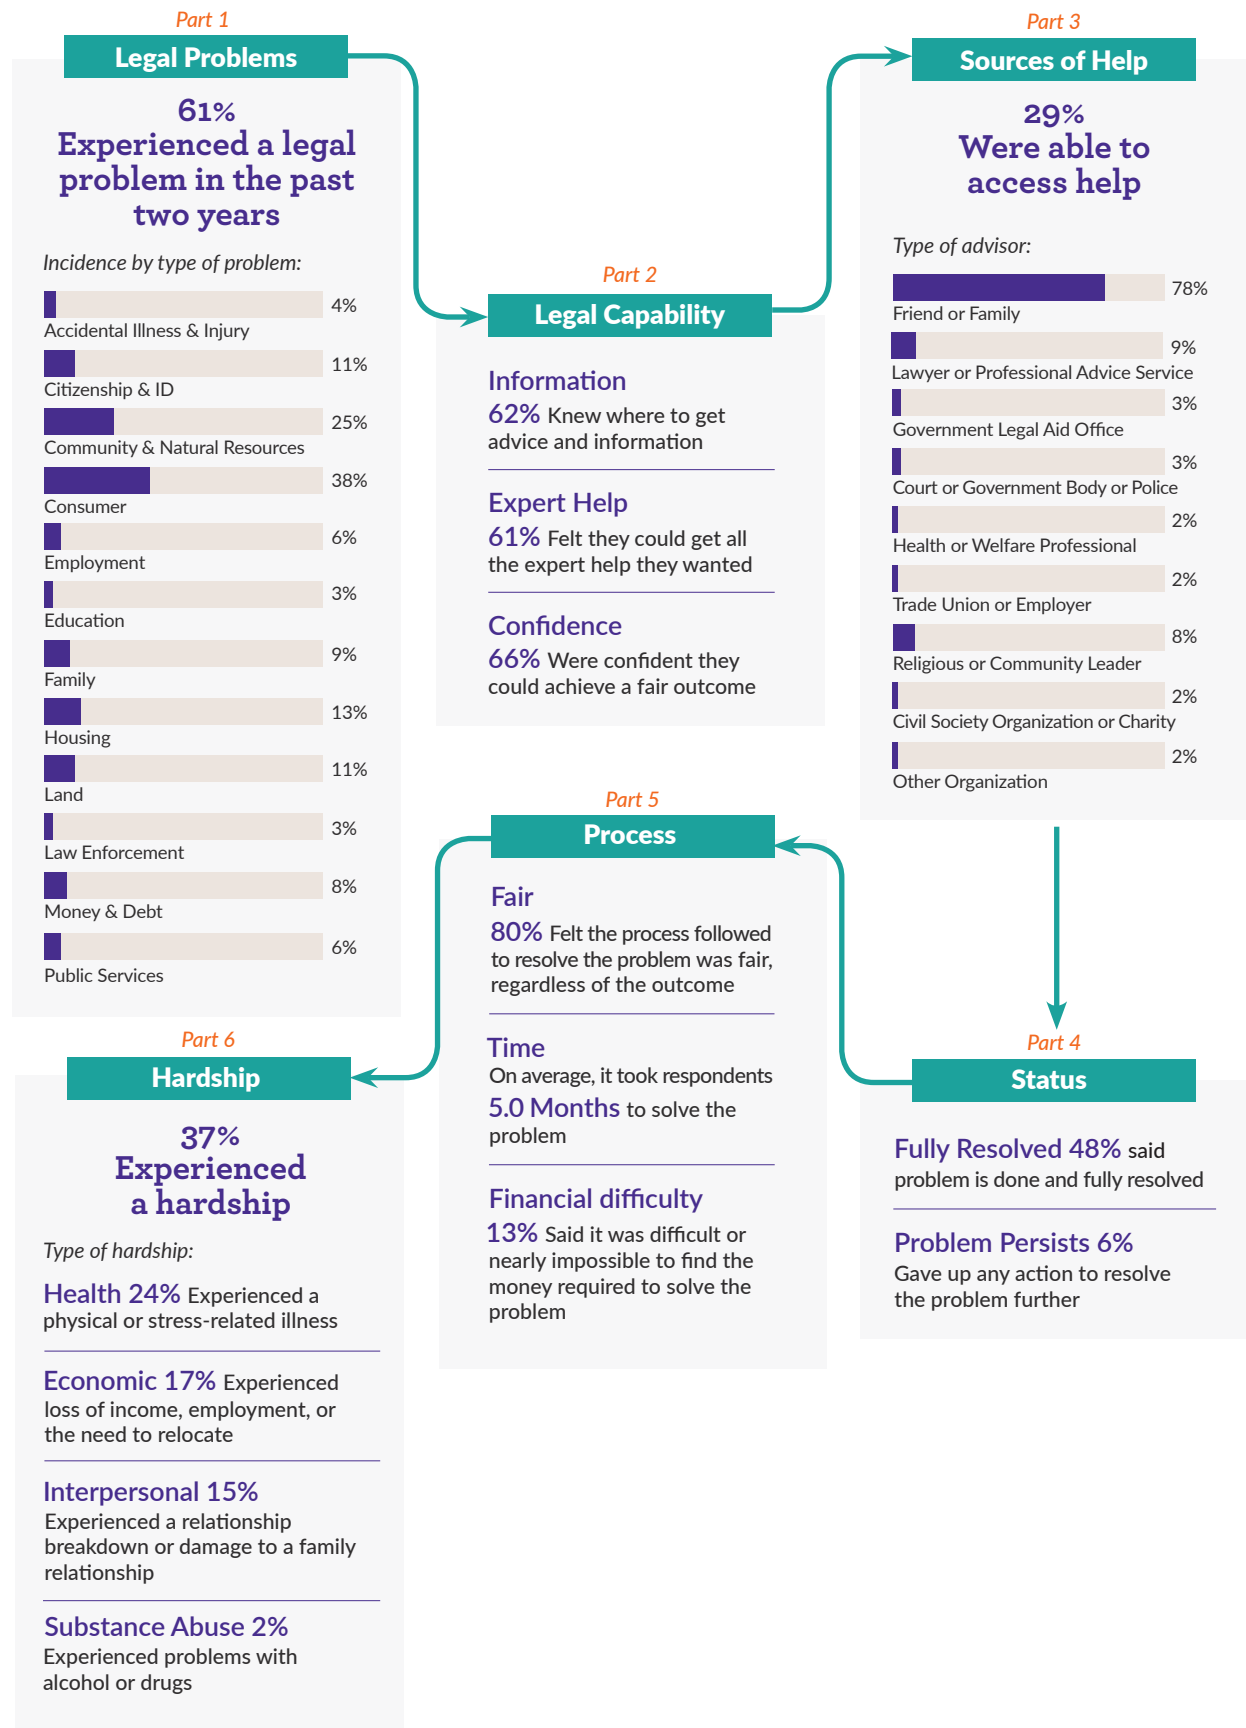 Part 1
Legal Problems
61%
Experienced a legal
problem in the past
two years
Incidence by type of problem:
4%
Accidental Illness & Injury
11%
Citizenship & ID
25%
Community & Natural Resources
38%
Consumer
6%
Employment
3%
Education
9%
Family
13%
Housing
11%
Land
3%
Law Enforcement
8%
Money & Debt
6%
Public Services
Part 2
Legal Capability
Information
62% Knew where to get
advice and information
Expert Help
61% Felt they could get all
the expert help they wanted
Confidence
66% Were confident they
could achieve a fair outcome
Part 3
Sources of Help
29%
Were able to
access help
Type of advisor:
78%
Friend or Family
9%
Lawyer or Professional Advice Service
3%
Government Legal Aid Office
3%
Court or Government Body or Police
2%
Health or Welfare Professional
2%
Trade Union or Employer
8%
Religious or Community Leader
2%
Civil Society Organization or Charity
2%
Other Organization
Part 4
Status
Fully Resolved 48% said
problem is done and fully resolved
Problem Persists 6%
Gave up any action to resolve
the problem further
Part 5
Process
Fair
80% Felt the process followed
to resolve the problem was fair,
regardless of the outcome
Time
On average, it took respondents
5.0 Months to solve the
problem
Financial difficulty
13% Said it was difficult or
nearly impossible to find the
money required to solve the
problem
Part 6
Hardship
37%
Experienced
a hardship
Type of hardship:
Health 24% Experienced a
physical or stress-related illness
Economic 17% Experienced
loss of income, employment, or
the need to relocate
Interpersonal 15%
Experienced a relationship
breakdown or damage to a family
relationship
Substance Abuse 2%
Experienced problems with
alcohol or drugs